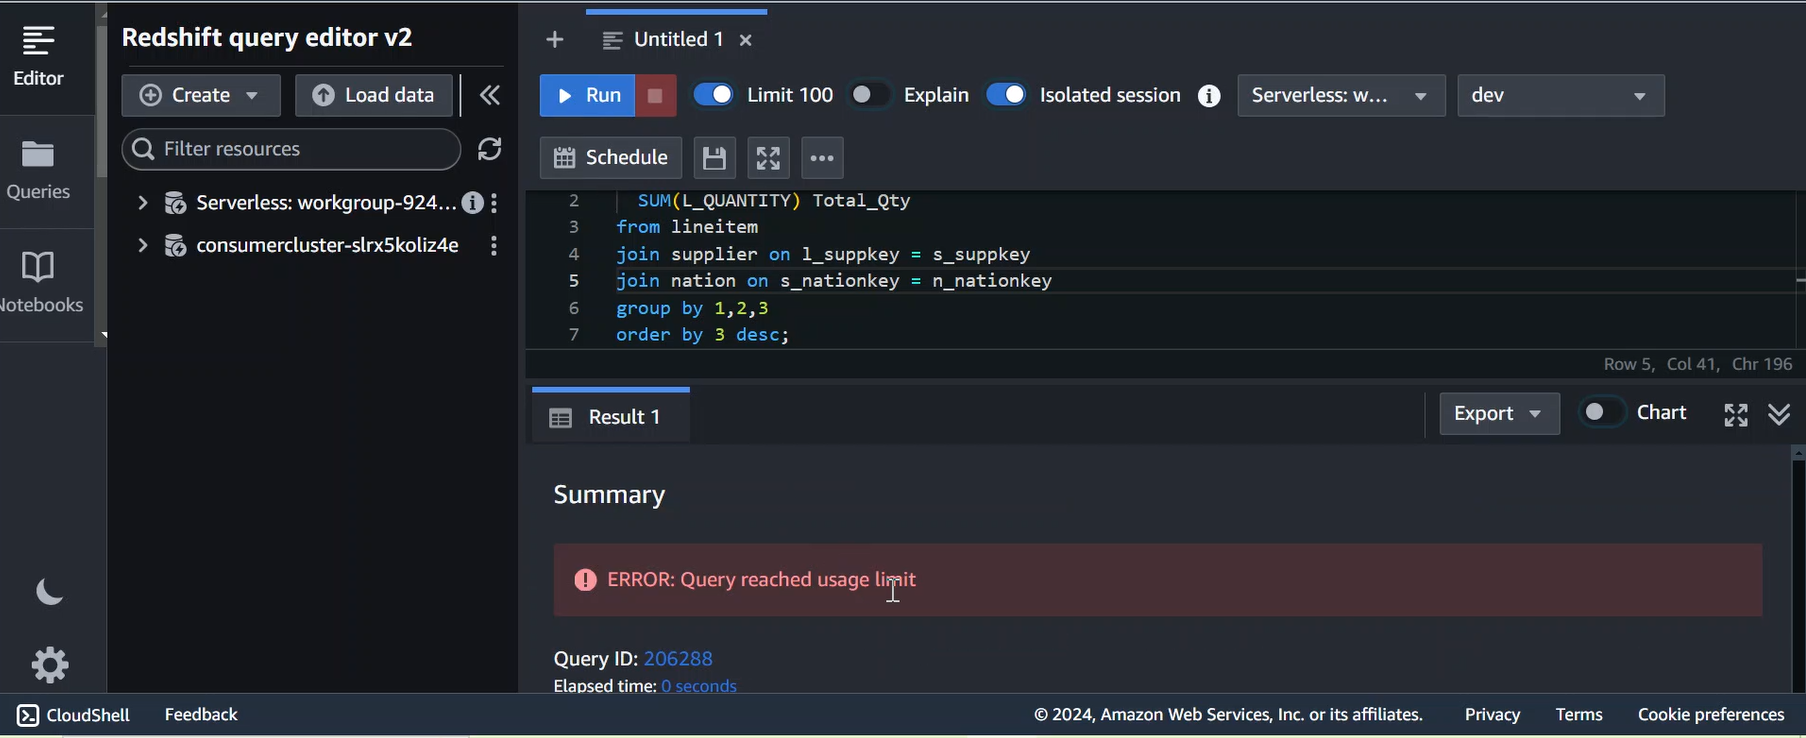 Editor
Queries
Notebooks
Redshift query editor v2
Create
Load data
Filter resources
Serverless: workgroup-924...
consumercluster-slrx5koliz4e
Untitled 1
Run
Limit 100
Explain
Isolated session
Serverless: w...
dev
Schedule
2 SUM(L_QUANTITY) Total_Qty
3 from lineitem
4 join supplier on l_suppkey = s_suppkey
5 join nation on s_nationkey = n_nationkey
6 group by 1,2,3
7 order by 3 desc;
Row 5, Col 41, Chr 196
Result 1
Export
Chart
Summary
ERROR: Query reached usage limit
Query ID: 206288
Elapsed time: 0 seconds
CloudShell
Feedback
© 2024, Amazon Web Services, Inc. or its affiliates.
Privacy
Terms
Cookie preferences